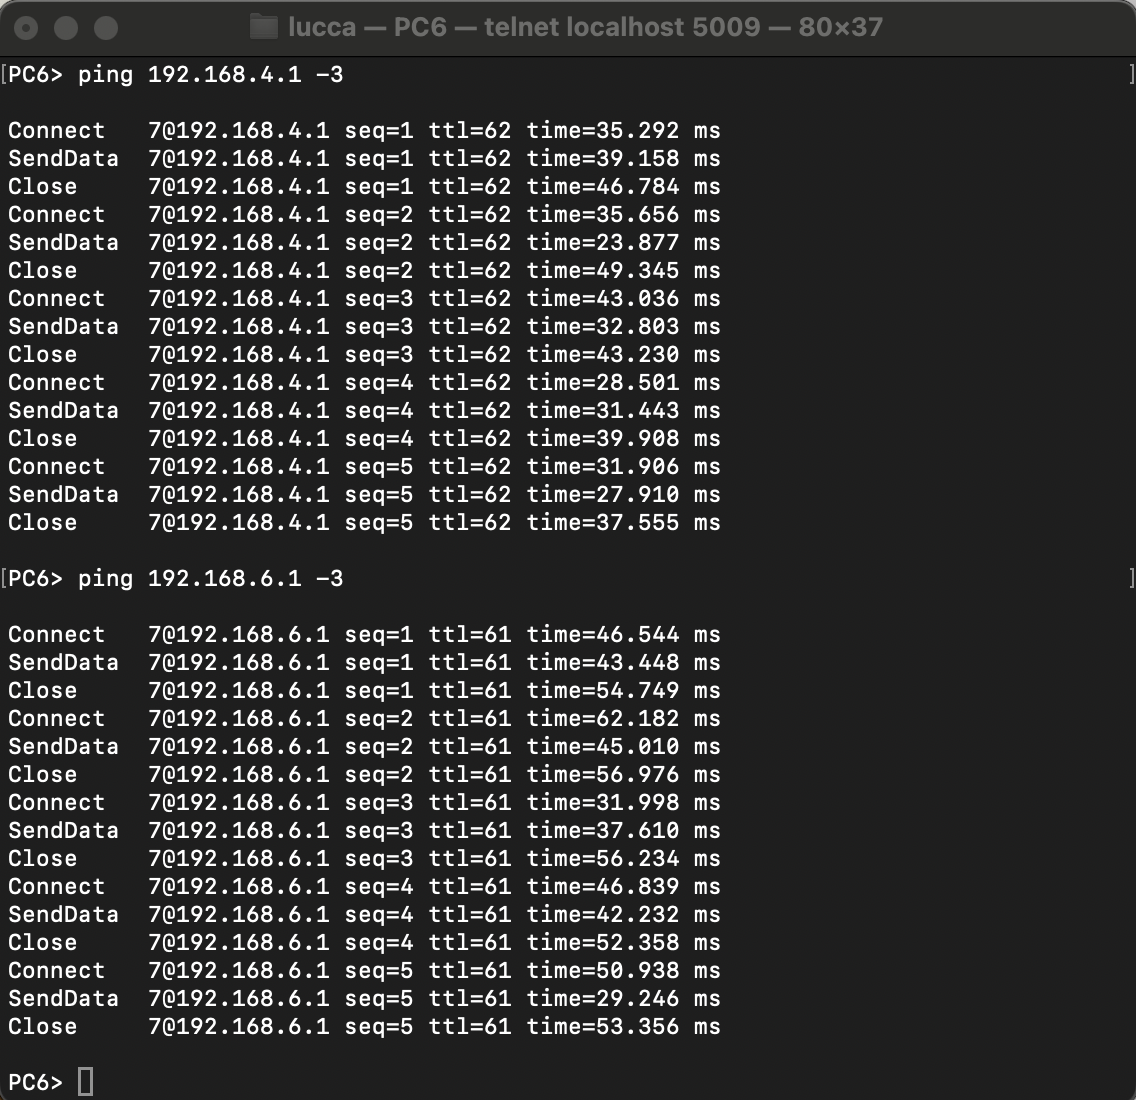 lucca — PC6 — telnet localhost 5009 — 80×37
[PC6> ping 192.168.4.1 -3 ]
Connect 7@192.168.4.1 seq=1 ttl=62 time=35.292 ms
SendData 7@192.168.4.1 seq=1 ttl=62 time=39.158 ms
Close 7@192.168.4.1 seq=1 ttl=62 time=46.784 ms
Connect 7@192.168.4.1 seq=2 ttl=62 time=35.656 ms
SendData 7@192.168.4.1 seq=2 ttl=62 time=23.877 ms
Close 7@192.168.4.1 seq=2 ttl=62 time=49.345 ms
Connect 7@192.168.4.1 seq=3 ttl=62 time=43.036 ms
SendData 7@192.168.4.1 seq=3 ttl=62 time=32.803 ms
Close 7@192.168.4.1 seq=3 ttl=62 time=43.230 ms
Connect 7@192.168.4.1 seq=4 ttl=62 time=28.501 ms
SendData 7@192.168.4.1 seq=4 ttl=62 time=31.443 ms
Close 7@192.168.4.1 seq=4 ttl=62 time=39.908 ms
Connect 7@192.168.4.1 seq=5 ttl=62 time=31.906 ms
SendData 7@192.168.4.1 seq=5 ttl=62 time=27.910 ms
Close 7@192.168.4.1 seq=5 ttl=62 time=37.555 ms
[PC6> ping 192.168.6.1 -3 ]
Connect 7@192.168.6.1 seq=1 ttl=61 time=46.544 ms
SendData 7@192.168.6.1 seq=1 ttl=61 time=43.448 ms
Close 7@192.168.6.1 seq=1 ttl=61 time=54.749 ms
Connect 7@192.168.6.1 seq=2 ttl=61 time=62.182 ms
SendData 7@192.168.6.1 seq=2 ttl=61 time=45.010 ms
Close 7@192.168.6.1 seq=2 ttl=61 time=56.976 ms
Connect 7@192.168.6.1 seq=3 ttl=61 time=31.998 ms
SendData 7@192.168.6.1 seq=3 ttl=61 time=37.610 ms
Close 7@192.168.6.1 seq=3 ttl=61 time=56.234 ms
Connect 7@192.168.6.1 seq=4 ttl=61 time=46.839 ms
SendData 7@192.168.6.1 seq=4 ttl=61 time=42.232 ms
Close 7@192.168.6.1 seq=4 ttl=61 time=52.358 ms
Connect 7@192.168.6.1 seq=5 ttl=61 time=50.938 ms
SendData 7@192.168.6.1 seq=5 ttl=61 time=29.246 ms
Close 7@192.168.6.1 seq=5 ttl=61 time=53.356 ms
PC6>